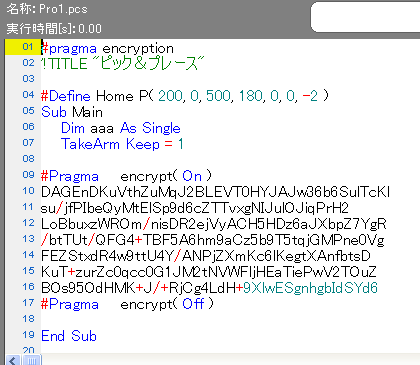 名称: Pro1.pcs
実行時間[s]: 0.00
01 #pragma encryption
02 !TITLE "ピック＆プレース"
03
04 #Define Home P( 200, 0, 500, 180, 0, 0, -2 )
05 Sub Main
06 Dim aaa As Single
07 TakeArm Keep = 1
08
09 #Pragma encrypt( On )
10 DAGEnDKuVthZuMqJ2BLEVT0HYJAJw36b6SulTcKl
11 su/jfPIbeQyMtElSp9d6cZTTvxgNIJulOJiqPrH2
12 LoBbuxzWROm/nisDR2ejVyACH5HDz6aJXbpZ7YgR
13 /btTUt/QFG4+TBF5A6hm9aCz5b9T5tqjGMPne0Vg
14 FEZStxdR4w9ttU4Y/ANPjZXmKc6IKegtXAnfbtsD
15 KuT+zurZc0qcc0G1JM2tNVWFIjHEaTiePwV2TOuZ
16 BOs95OdHMK+J/+RjCg4LdH+9XlwESgnhgbIdSYd6
17 #Pragma encrypt( Off )
18
19 End Sub